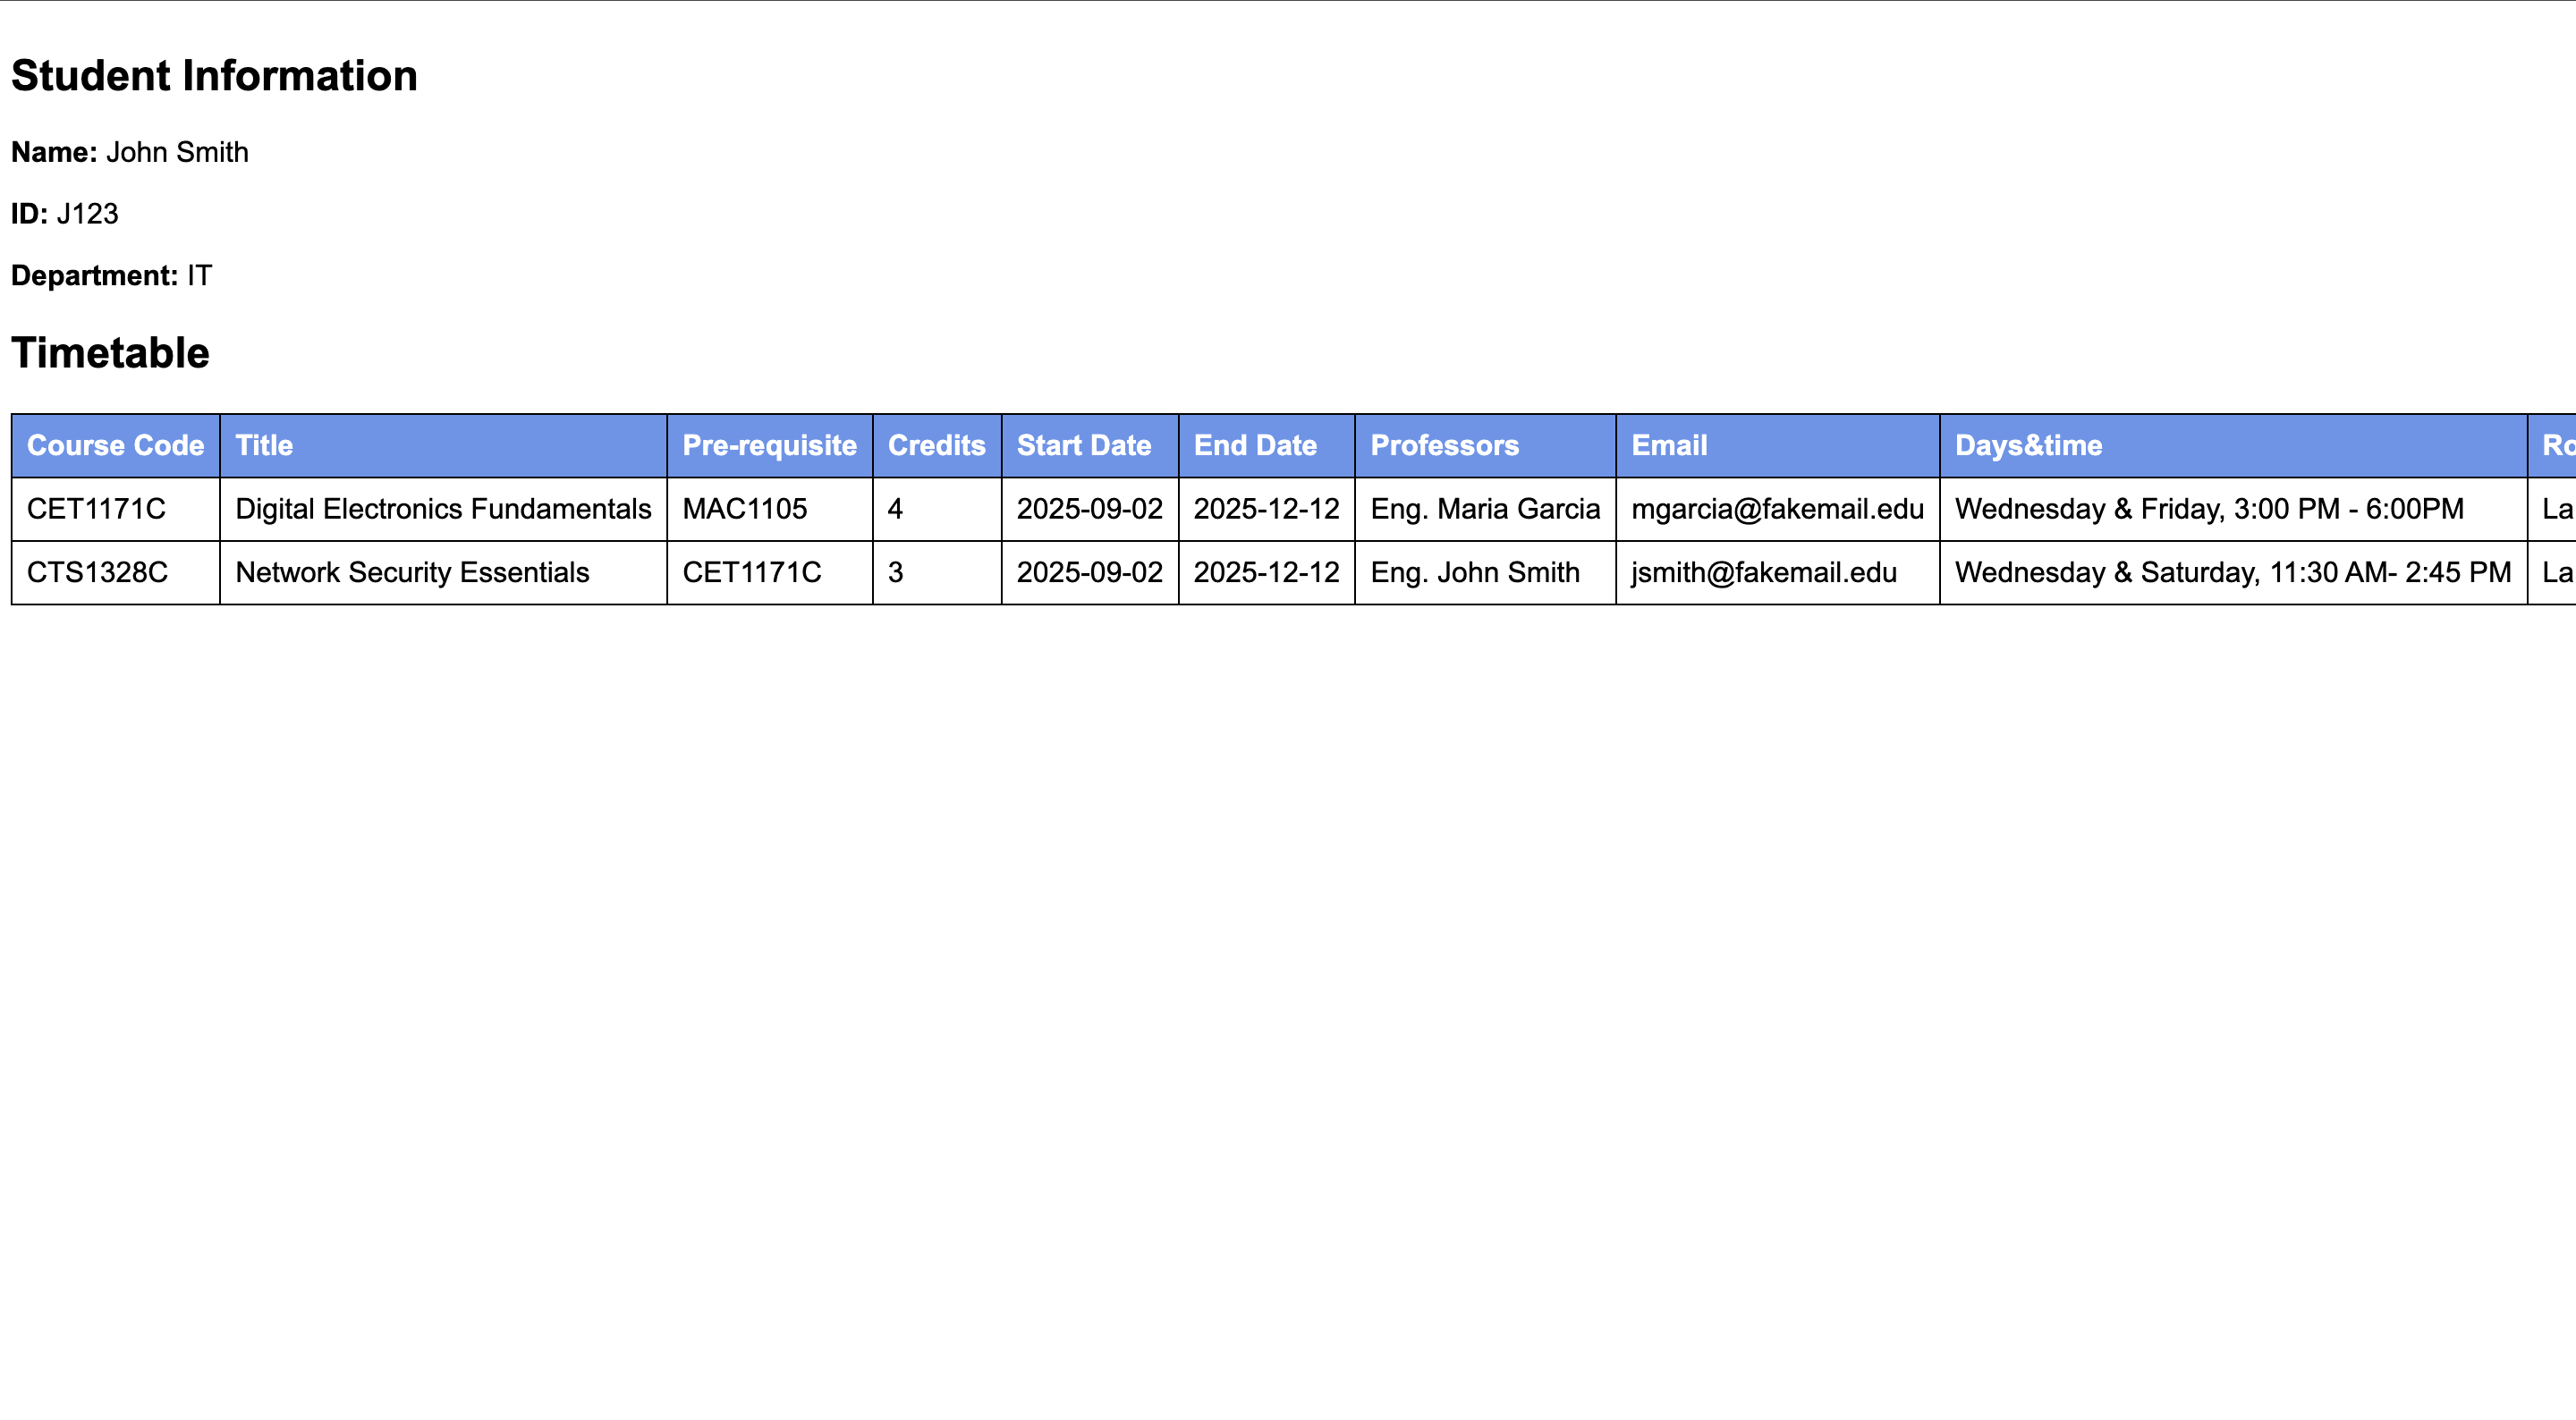 Student Information
Name: John Smith
ID: J123
Department: IT
Timetable
Course Code Title Pre-requisite Credits Start Date End Date Professors Email Days&time
CET1171C Digital Electronics Fundamentals MAC1105 4 2025-09-02 2025-12-12 Eng. Maria Garcia mgarcia@fakemail.edu Wednesday & Friday, 3:00 PM - 6:00PM
CTS1328C Network Security Essentials CET1171C 3 2025-09-02 2025-12-12 Eng. John Smith jsmith@fakemail.edu Wednesday & Saturday, 11:30 AM- 2:45 PM